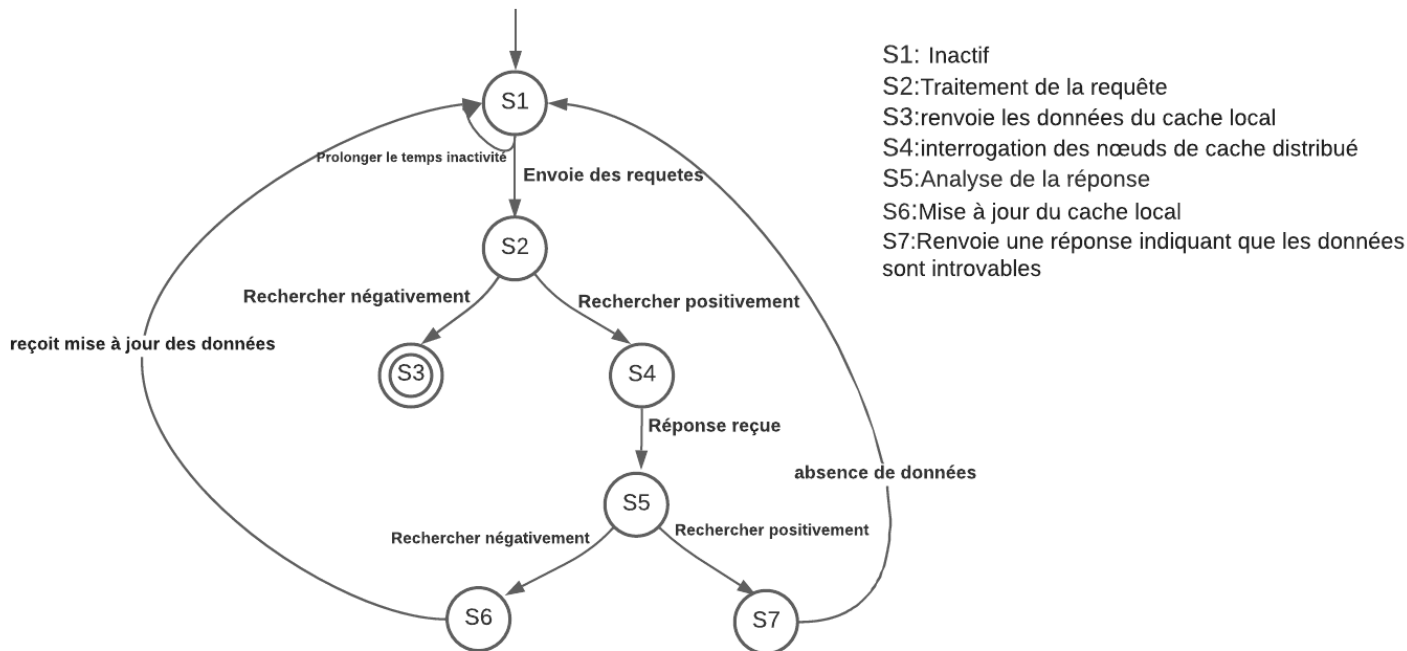 S1
Prolonger le temps inactivité
Envoie des requetes
S2
Rechercher négativement
Rechercher positivement
reçoit mise à jour des données
S3
S4
Réponse reçue
absence de données
S5
Rechercher négativement
Rechercher positivement
S6
S7
S1: Inactif
S2:Traitement de la requête
S3:renvoie les données du cache local
S4:interrogation des nœuds de cache distribué
S5:Analyse de la réponse
S6:Mise à jour du cache local
S7:Renvoie une réponse indiquant que les données
sont introvables